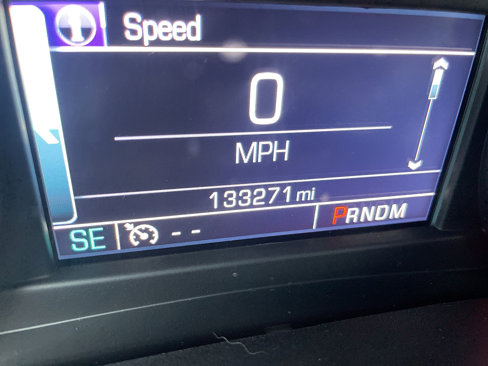 Speed
0
MPH
133271 mi
SE -- PRNDM